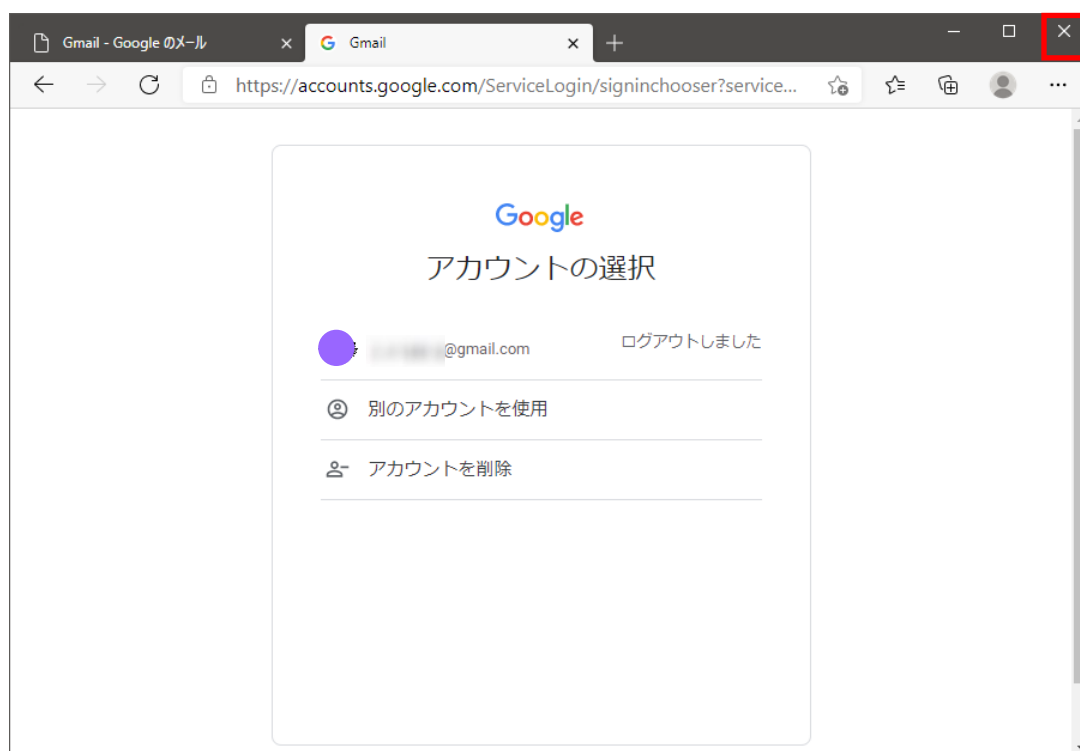 Gmail - Google のメール
Gmail
https://accounts.google.com/ServiceLogin/signinchooser?service...
Google
アカウントの選択
@gmail.com
ログアウトしました
別のアカウントを使用
アカウントを削除